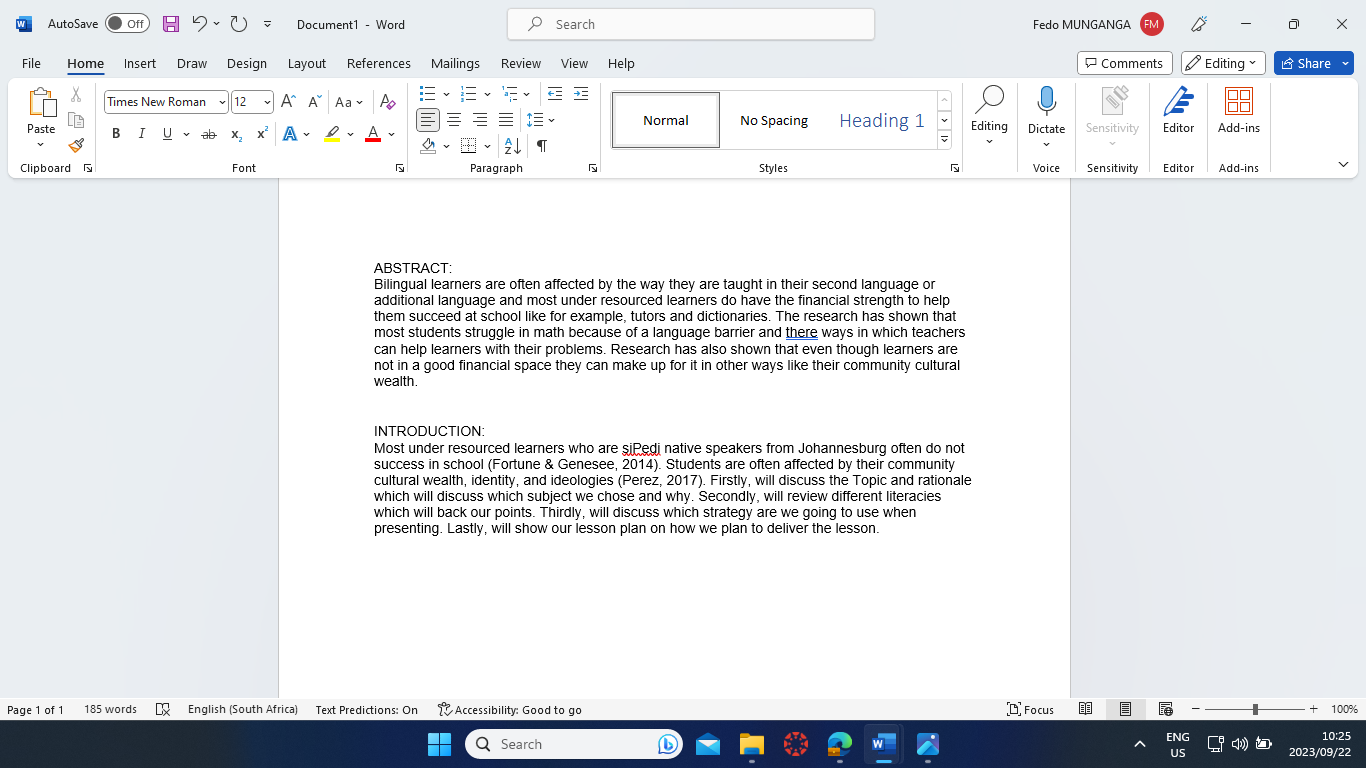 AutoSave Off Document1 - Word Search Fedo MUNGANGA FM
File Home Insert Draw Design Layout References Mailings Review View Help Comments Editing Share
Paste Times New Roman 12 Aa Normal No Spacing Heading 1 Editing Dictate Sensitivity Editor Add-ins
B I U ab x₂ x² A A
Clipboard Font Paragraph Styles Voice Sensitivity Editor Add-ins
ABSTRACT:
Bilingual learners are often affected by the way they are taught in their second language or
additional language and most under resourced learners do have the financial strength to help
them succeed at school like for example, tutors and dictionaries. The research has shown that
most students struggle in math because of a language barrier and there ways in which teachers
can help learners with their problems. Research has also shown that even though learners are
not in a good financial space they can make up for it in other ways like their community cultural
wealth.
INTRODUCTION:
Most under resourced learners who are siPedi native speakers from Johannesburg often do not
success in school (Fortune & Genesee, 2014). Students are often affected by their community
cultural wealth, identity, and ideologies (Perez, 2017). Firstly, will discuss the Topic and rationale
which will discuss which subject we chose and why. Secondly, will review different literacies
which will back our points. Thirdly, will discuss which strategy are we going to use when
presenting. Lastly, will show our lesson plan on how we plan to deliver the lesson.
Page 1 of 1 185 words English (South Africa) Text Predictions: On Accessibility: Good to go Focus 100%
Search ENG US 10:25 2023/09/22